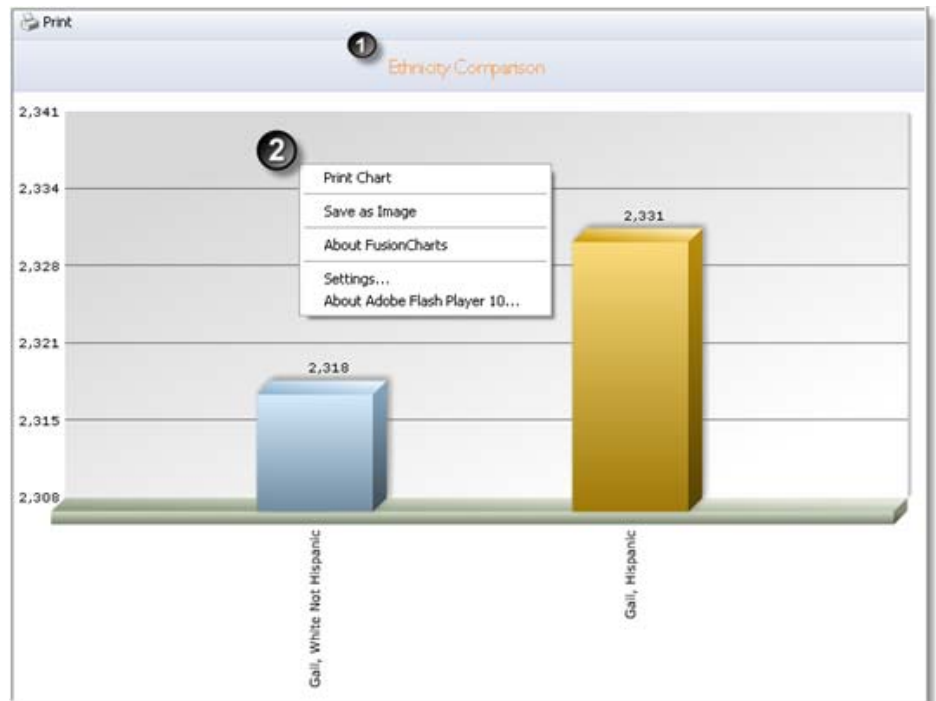 Print
1
Ethnicity Comparison
2,341
2
Print Chart
2,334
Save as Image
2,331
About FusionCharts
2,328
Settings...
About Adobe Flash Player 10...
2,321
2,318
2,315
2,308
Gail, White Not Hispanic
Gail, Hispanic